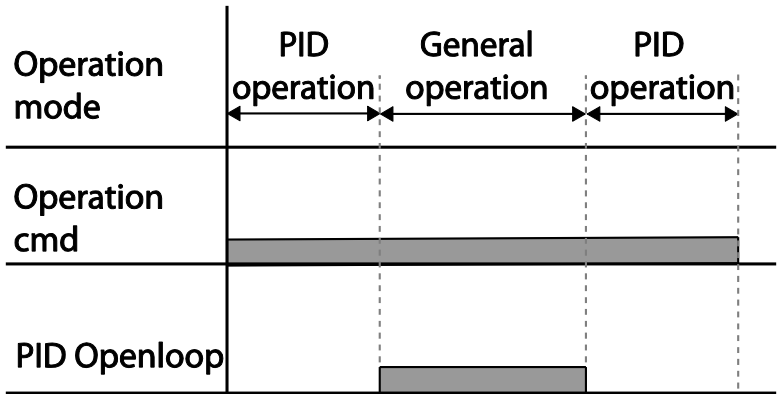 Operation
mode
PID
operation
General
operation
PID
operation
Operation
cmd
PID Openloop